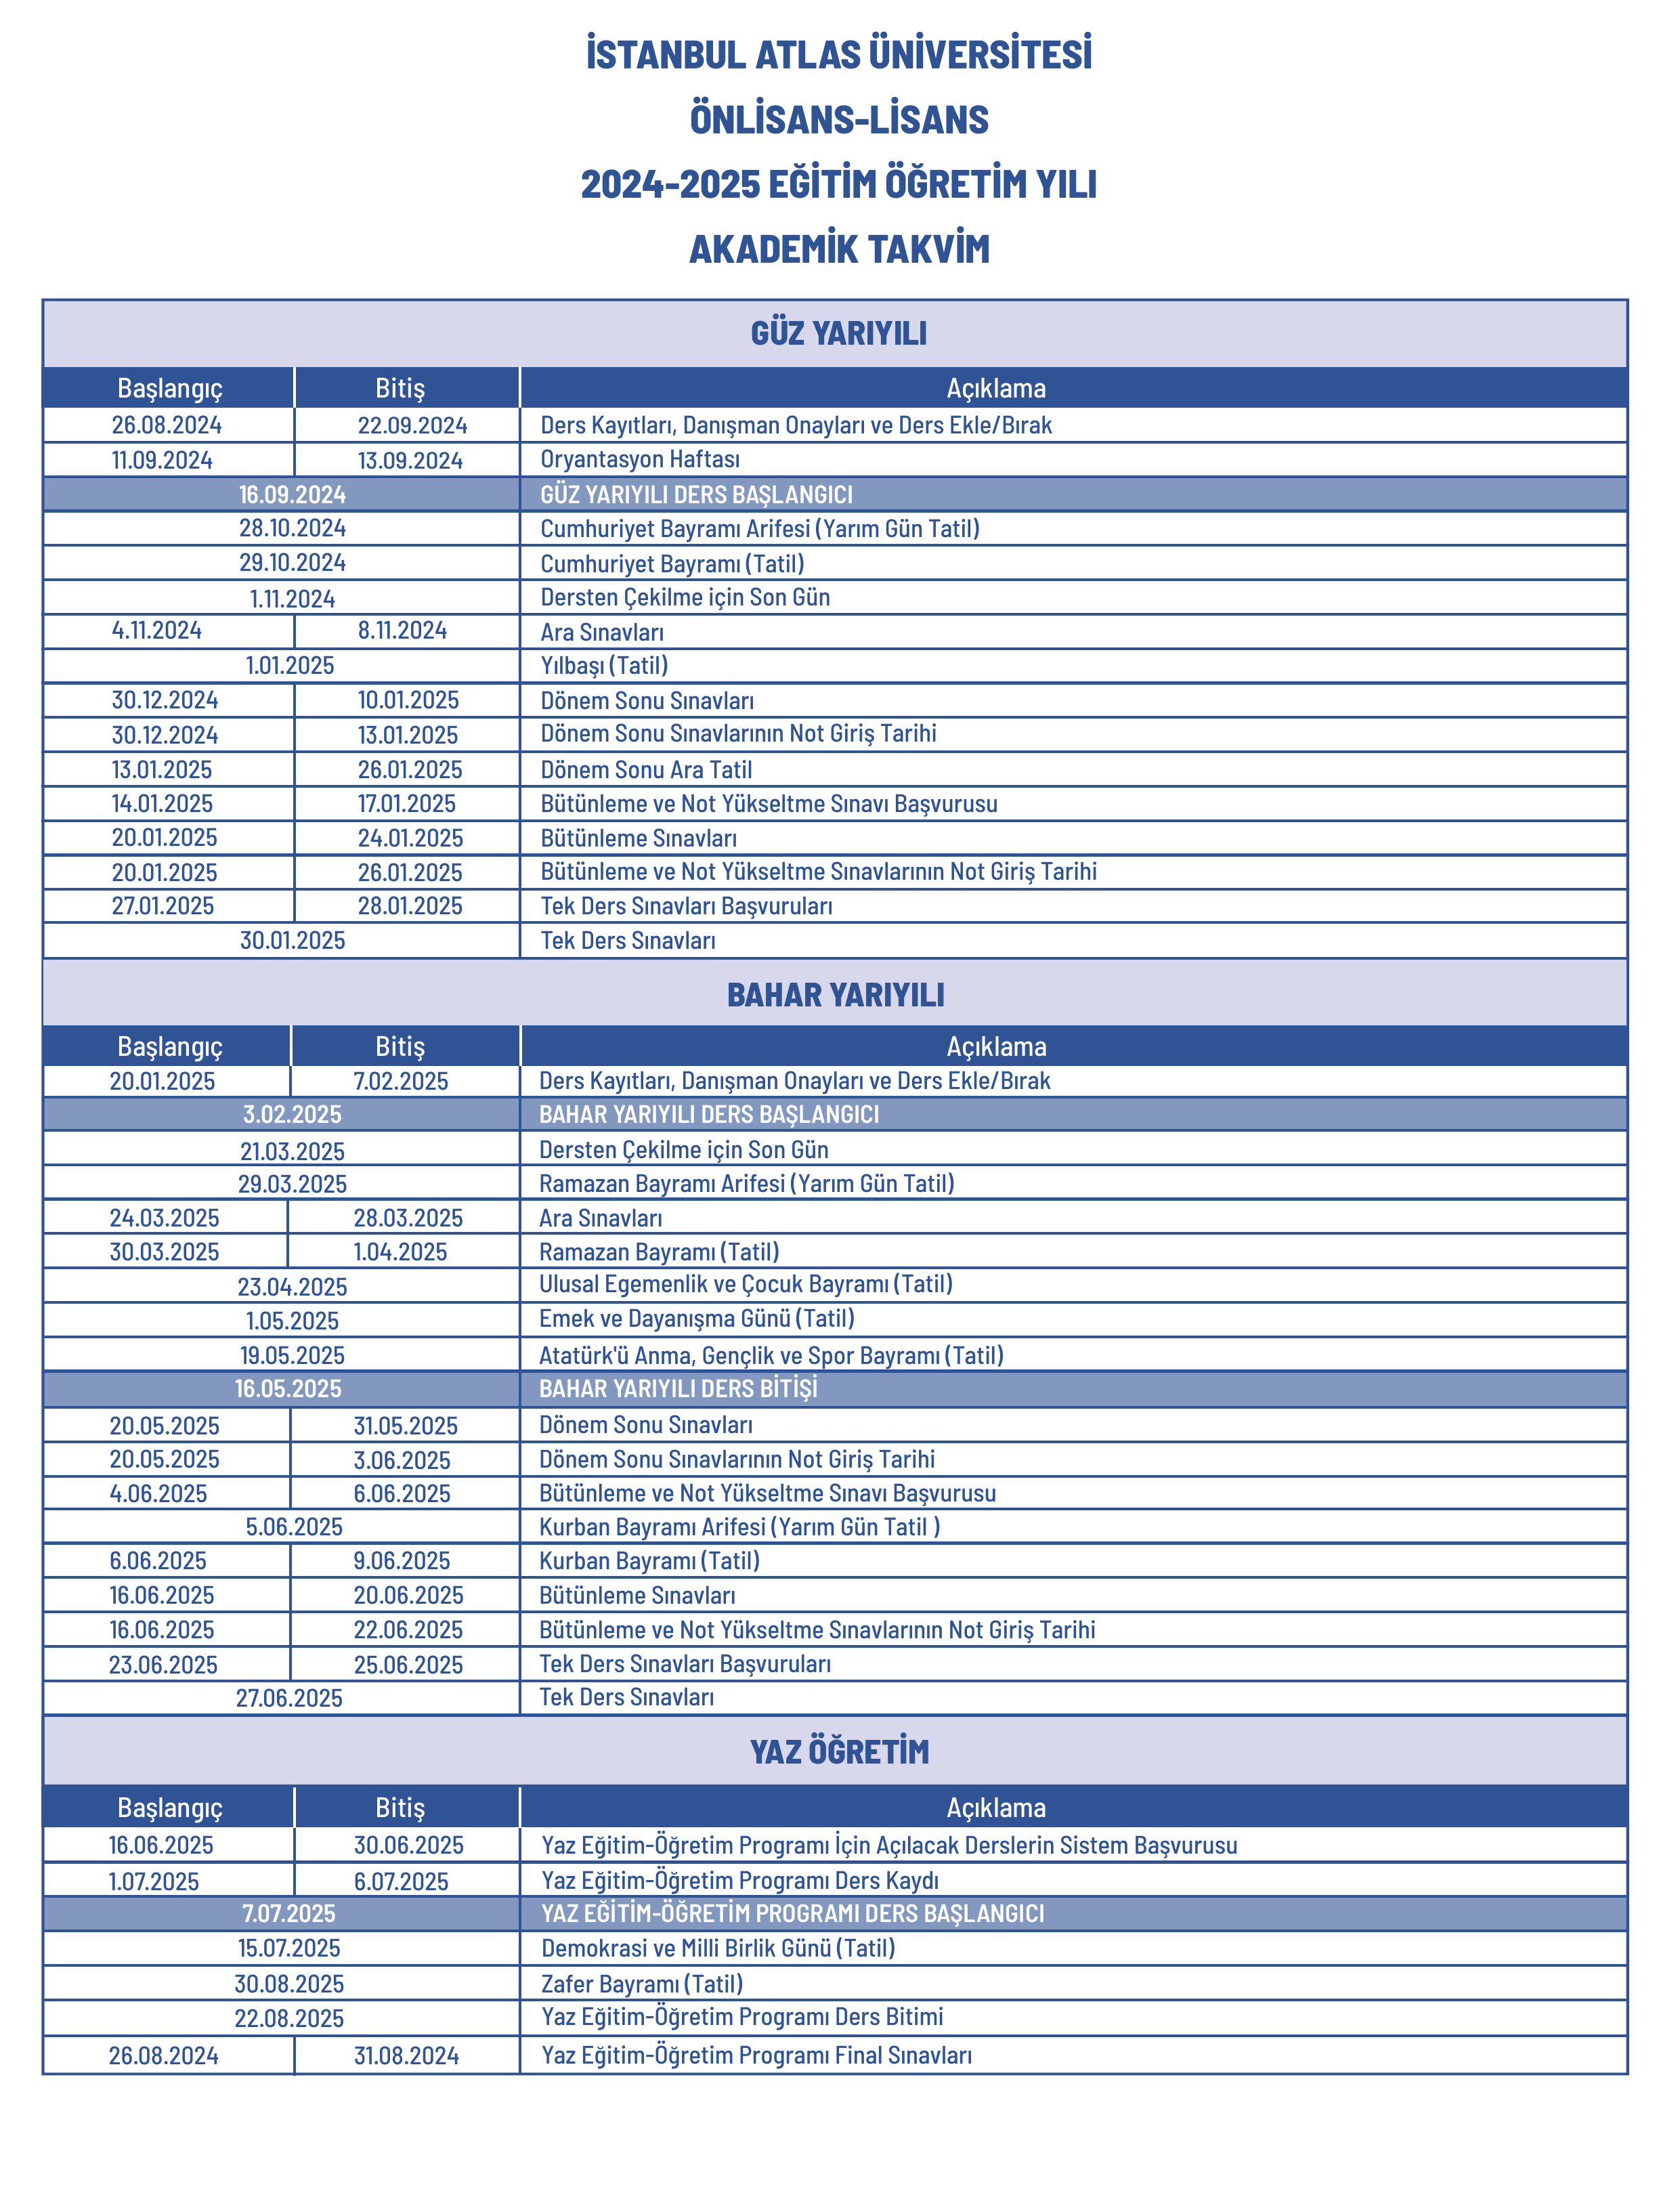 İSTANBUL ATLAS ÜNİVERSİTESİ
ÖNLİSANS-LİSANS
2024-2025 EĞİTİM ÖĞRETİM YILI
AKADEMİK TAKVİM
GÜZ YARIYILI
Başlangıç Bitiş Açıklama
26.08.2024 22.09.2024 Ders Kayıtları, Danışman Onayları ve Ders Ekle/Bırak
11.09.2024 13.09.2024 Oryantasyon Haftası
16.09.2024 GÜZ YARIYILI DERS BAŞLANGICI
28.10.2024 Cumhuriyet Bayramı Arifesi (Yarım Gün Tatil)
29.10.2024 Cumhuriyet Bayramı (Tatil)
1.11.2024 Dersten Çekilme için Son Gün
4.11.2024 8.11.2024 Ara Sınavları
1.01.2025 Yılbaşı (Tatil)
30.12.2024 10.01.2025 Dönem Sonu Sınavları
30.12.2024 13.01.2025 Dönem Sonu Sınavlarının Not Giriş Tarihi
13.01.2025 26.01.2025 Dönem Sonu Ara Tatil
14.01.2025 17.01.2025 Bütünleme ve Not Yükseltme Sınavı Başvurusu
20.01.2025 24.01.2025 Bütünleme Sınavları
20.01.2025 26.01.2025 Bütünleme ve Not Yükseltme Sınavlarının Not Giriş Tarihi
27.01.2025 28.01.2025 Tek Ders Sınavları Başvuruları
30.01.2025 Tek Ders Sınavları
BAHAR YARIYILI
Başlangıç Bitiş Açıklama
20.01.2025 7.02.2025 Ders Kayıtları, Danışman Onayları ve Ders Ekle/Bırak
3.02.2025 BAHAR YARIYILI DERS BAŞLANGICI
21.03.2025 Dersten Çekilme için Son Gün
29.03.2025 Ramazan Bayramı Arifesi (Yarım Gün Tatil)
24.03.2025 28.03.2025 Ara Sınavları
30.03.2025 1.04.2025 Ramazan Bayramı (Tatil)
23.04.2025 Ulusal Egemenlik ve Çocuk Bayramı (Tatil)
1.05.2025 Emek ve Dayanışma Günü (Tatil)
19.05.2025 Atatürk'ü Anma, Gençlik ve Spor Bayramı (Tatil)
16.05.2025 BAHAR YARIYILI DERS BİTİŞİ
20.05.2025 31.05.2025 Dönem Sonu Sınavları
20.05.2025 3.06.2025 Dönem Sonu Sınavlarının Not Giriş Tarihi
4.06.2025 6.06.2025 Bütünleme ve Not Yükseltme Sınavı Başvurusu
5.06.2025 Kurban Bayramı Arifesi (Yarım Gün Tatil )
6.06.2025 9.06.2025 Kurban Bayramı (Tatil)
16.06.2025 20.06.2025 Bütünleme Sınavları
16.06.2025 22.06.2025 Bütünleme ve Not Yükseltme Sınavlarının Not Giriş Tarihi
23.06.2025 25.06.2025 Tek Ders Sınavları Başvuruları
27.06.2025 Tek Ders Sınavları
YAZ ÖĞRETİM
Başlangıç Bitiş Açıklama
16.06.2025 30.06.2025 Yaz Eğitim-Öğretim Programı İçin Açılacak Derslerin Sistem Başvurusu
1.07.2025 6.07.2025 Yaz Eğitim-Öğretim Programı Ders Kaydı
7.07.2025 YAZ EĞİTİM-ÖĞRETİM PROGRAMI DERS BAŞLANGICI
15.07.2025 Demokrasi ve Milli Birlik Günü (Tatil)
30.08.2025 Zafer Bayramı (Tatil)
22.08.2025 Yaz Eğitim-Öğretim Programı Ders Bitimi
26.08.2024 31.08.2024 Yaz Eğitim-Öğretim Programı Final Sınavları